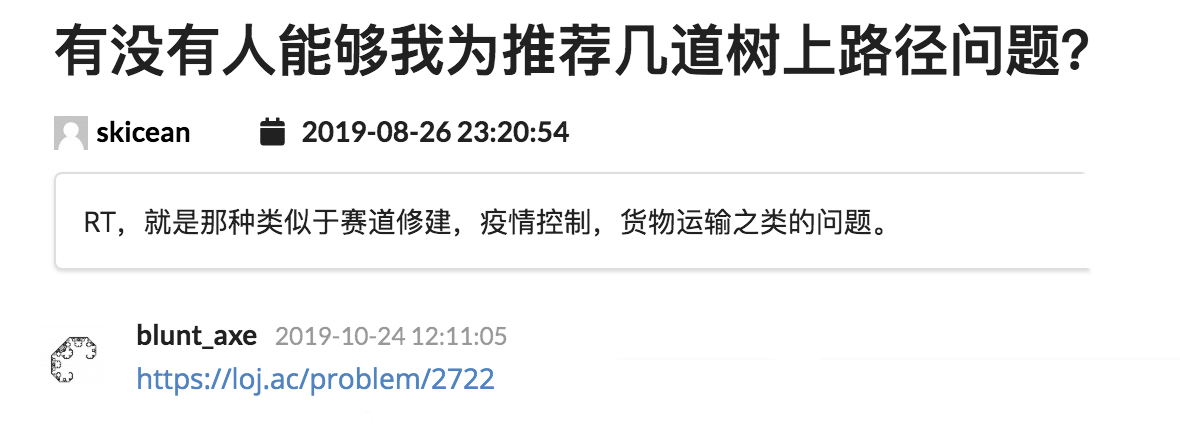 有没有人能够我为推荐几道树上路径问题?
skicean 2019-08-26 23:20:54
RT，就是那种类似于赛道修建，疫情控制，货物运输之类的问题。
blunt_axe 2019-10-24 12:11:05
https://loj.ac/problem/2722